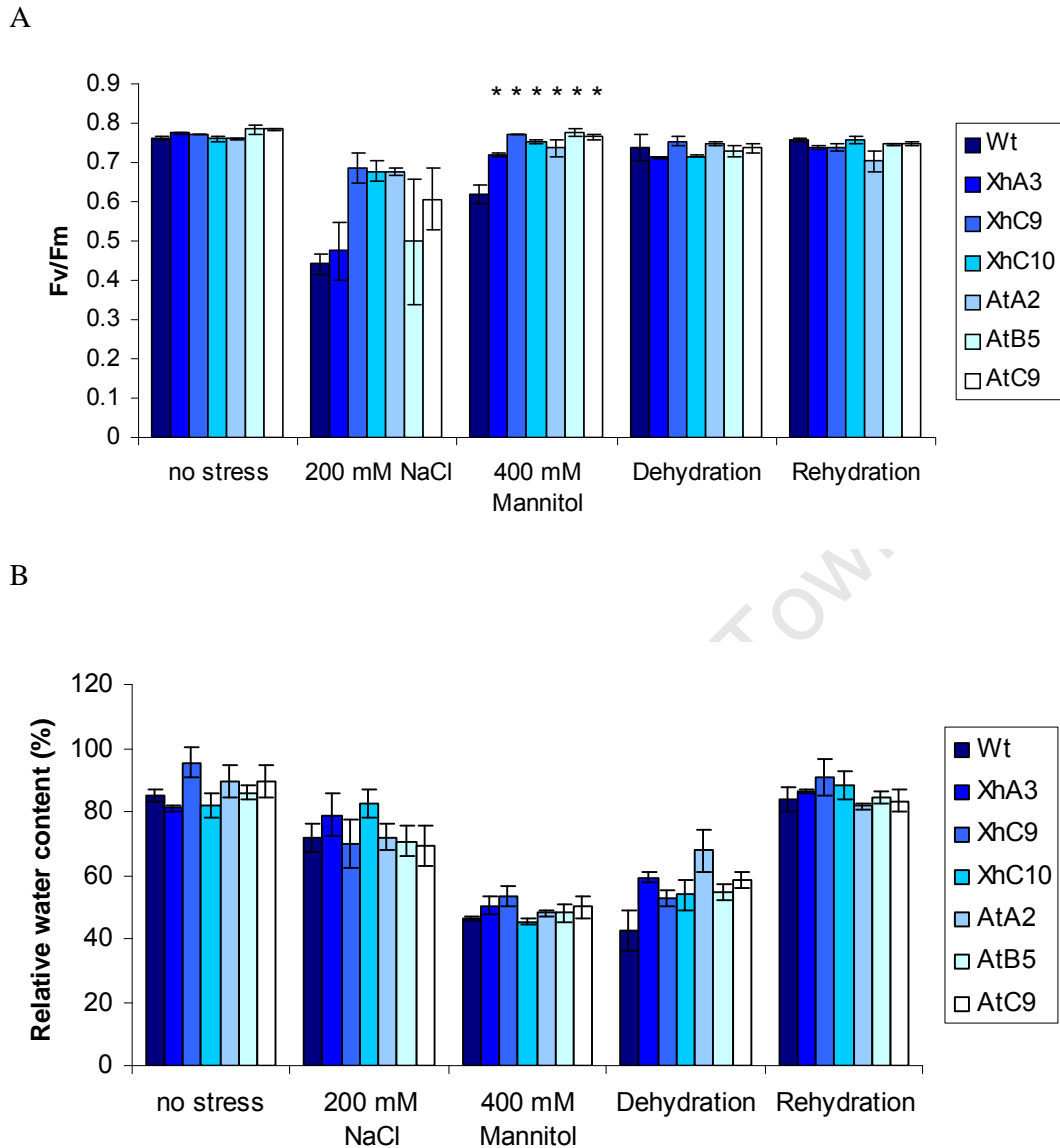 A
0.9
0.8
0.7
0.6
0.5
0.4
0.3
0.2
0.1
0
Fv/Fm
* * * * * *
no stress
200 mM NaCl
400 mM
Mannitol
Dehydration
Rehydration
Wt
XhA3
XhC9
XhC10
AtA2
AtB5
AtC9
Town
B
120
100
80
60
40
20
0
Relative water content (%)
no stress
200 mM
NaCl
400 mM
Mannitol
Dehydration
Rehydration
Wt
XhA3
XhC9
XhC10
AtA2
AtB5
AtC9